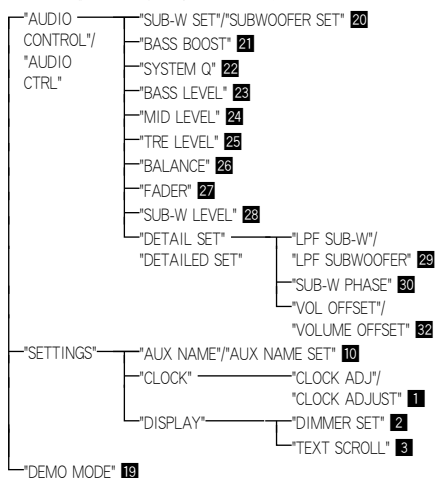 "AUDIO CONTROL"/
"AUDIO CTRL"
"SUB-W SET"/"SUBWOOFER SET" 20
"BASS BOOST" 21
"SYSTEM Q" 22
"BASS LEVEL" 23
"MID LEVEL" 24
"TRE LEVEL" 25
"BALANCE" 26
"FADER" 27
"SUB-W LEVEL" 28
"DETAIL SET"
"DETAILED SET"
"LPF SUB-W"/
"LPF SUBWOOFER" 29
"SUB-W PHASE" 30
"VOL OFFSET"/
"VOLUME OFFSET" 32
"SETTINGS"
"AUX NAME"/"AUX NAME SET" 10
"CLOCK"
"CLOCK ADJ"/
"CLOCK ADJUST" 1
"DISPLAY"
"DIMMER SET" 2
"TEXT SCROLL" 3
"DEMO MODE" 19